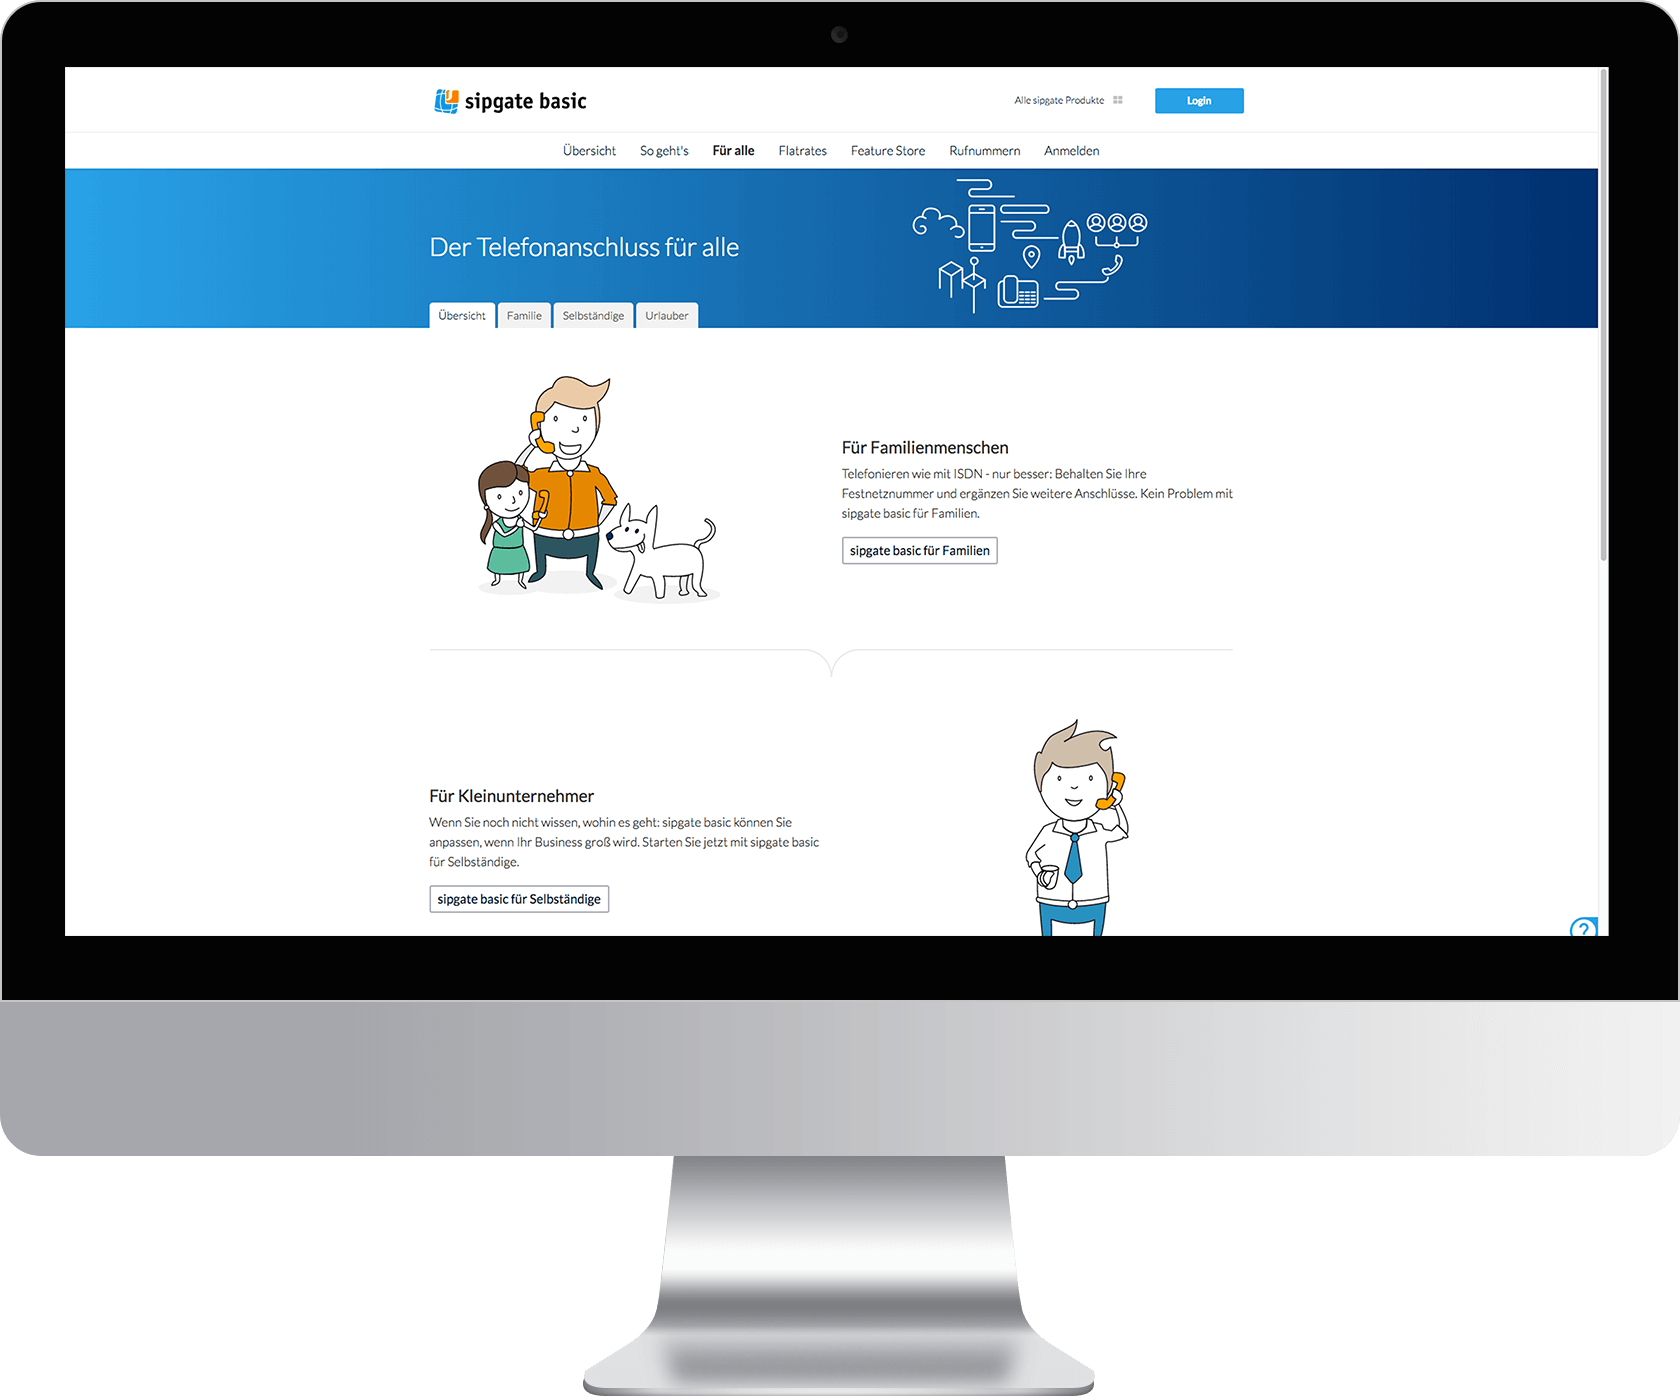 sipgate basic
Alle sipgate Produkte
Login
Übersicht So geht's Für alle Flatrates Feature Store Rufnummern Anmelden
Der Telefonanschluss für alle
Übersicht Familie Selbständige Urlauber
Für Familienmenschen
Telefonieren wie mit ISDN - nur besser: Behalten Sie Ihre
Festnetznummer und ergänzen Sie weitere Anschlüsse. Kein Problem mit
sipgate basic für Familien.
sipgate basic für Familien
Für Kleinunternehmer
Wenn Sie noch nicht wissen, wohin es geht: sipgate basic können Sie
anpassen, wenn Ihr Business groß wird. Starten Sie jetzt mit sipgate basic
für Selbständige.
sipgate basic für Selbständige
?